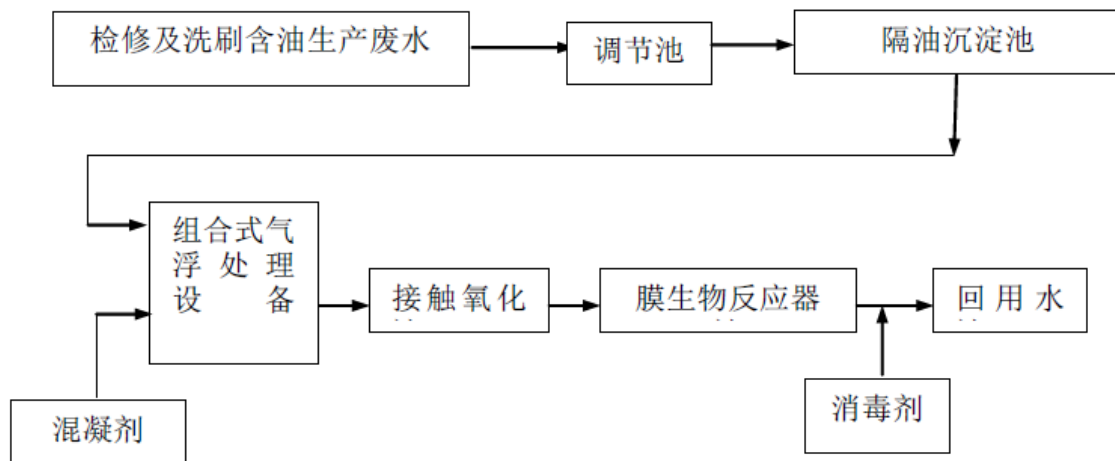 检修及洗刷含油生产废水
调节池
隔油沉淀池
组合式气
浮处理
设备
接触氧化
膜生物反应器
回用水
混凝剂
消毒剂